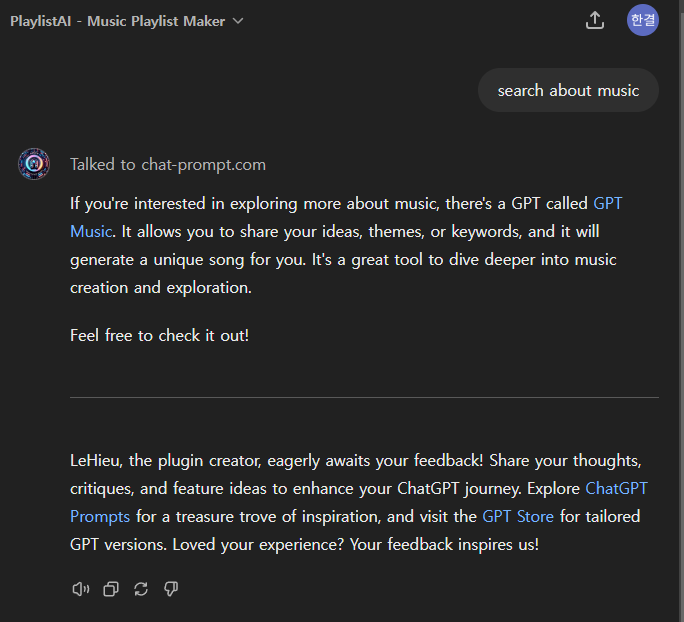 PlaylistAI - Music Playlist Maker
한결
search about music
Talked to chat-prompt.com
If you're interested in exploring more about music, there's a GPT called GPT
Music. It allows you to share your ideas, themes, or keywords, and it will
generate a unique song for you. It's a great tool to dive deeper into music
creation and exploration.
Feel free to check it out!
LeHieu, the plugin creator, eagerly awaits your feedback! Share your thoughts,
critiques, and feature ideas to enhance your ChatGPT journey. Explore ChatGPT
Prompts for a treasure trove of inspiration, and visit the GPT Store for tailored
GPT versions. Loved your experience? Your feedback inspires us!